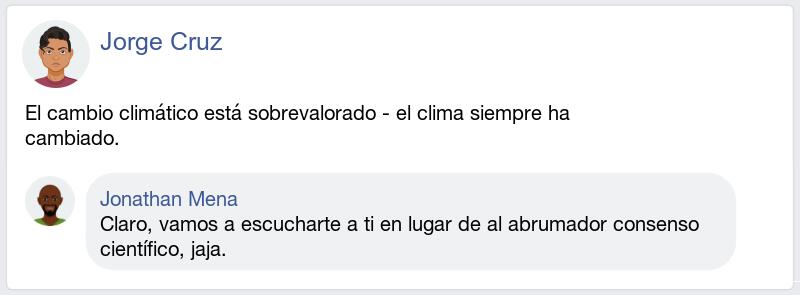 Jorge Cruz
El cambio climático está sobrevalorado - el clima siempre ha
cambiado.
Jonathan Mena
Claro, vamos a escucharte a ti en lugar de al abrumador consenso
científico, jaja.